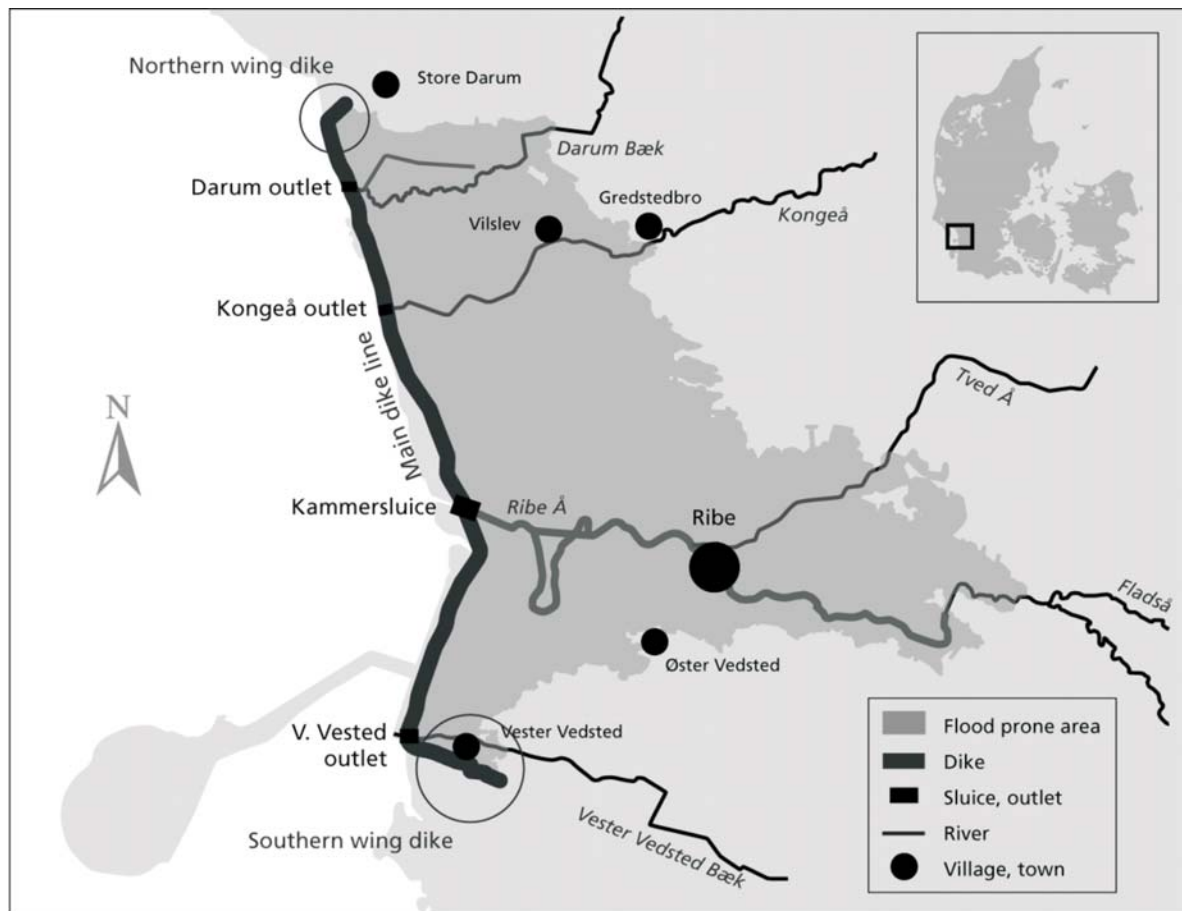 Northern wing dike
Store Darum
Darum Bæk
Darum outlet
Gredstedbro
Vilslev
Kongeå
Kongeå outlet
Main dike line
Tved Å
N
Kammersluice
Ribe Å
Ribe
Fladså
Øster Vedsted
V. Vested
outlet
Vester Vedsted
Southern wing dike
Vester Vedsted Bæk
Flood prone area
Dike
Sluice, outlet
River
Village, town